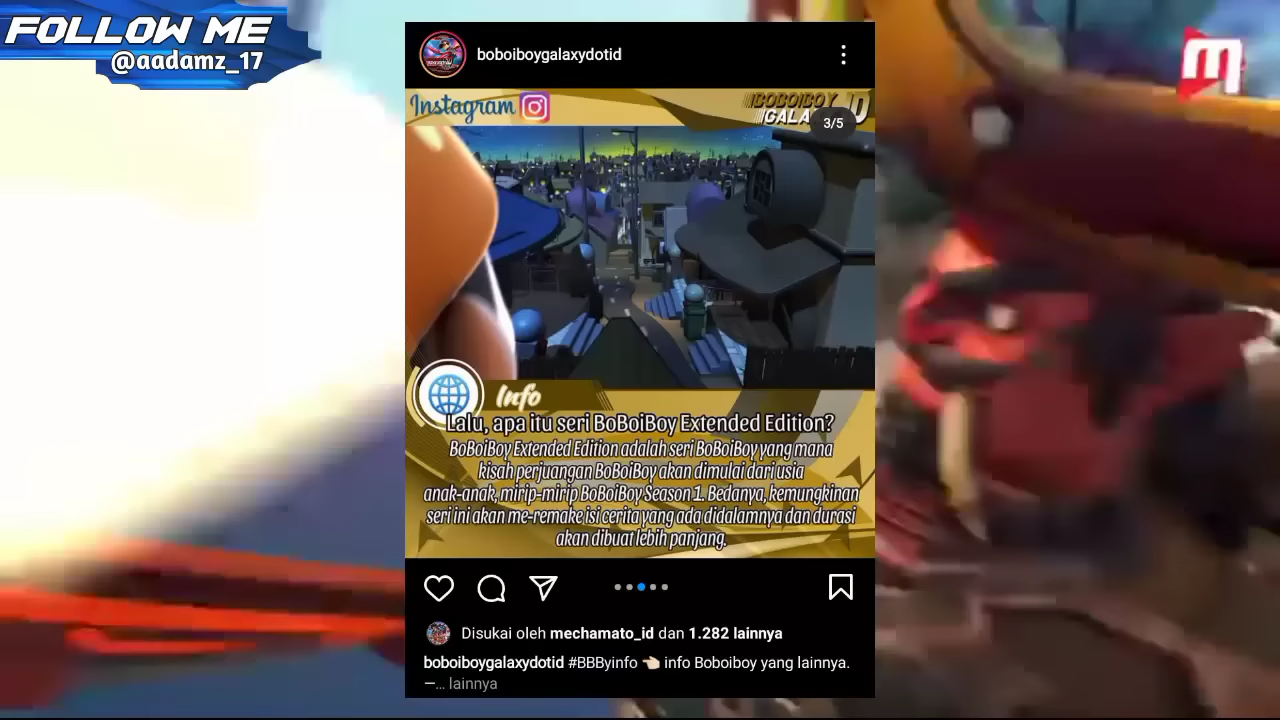 FOLLOW ME
@aadamz_17
boboiboygalaxydotid
Instagram
BOBOIBOY
GALA
3/5
Info
Lalu, apa itu seri BoBoiBoy Extended Edition?
BoBoiBoy Extended Edition adalah seri BoBoiBoy yang mana
kisah perjuangan BoBoiBoy akan dimulai dari usia
anak-anak, mirip-mirip BoBoiBoy Season 1. Bedanya, kemungkinan
seri ini akan me-remake isi cerita yang ada didalamnya dan durasi
akan dibuat lebih panjang.
Disukai oleh mechamato_id dan 1.282 lainnya
boboiboygalaxydotid #BBByinfo 👈🏻 info Boboiboy yang lainnya.
—... lainnya